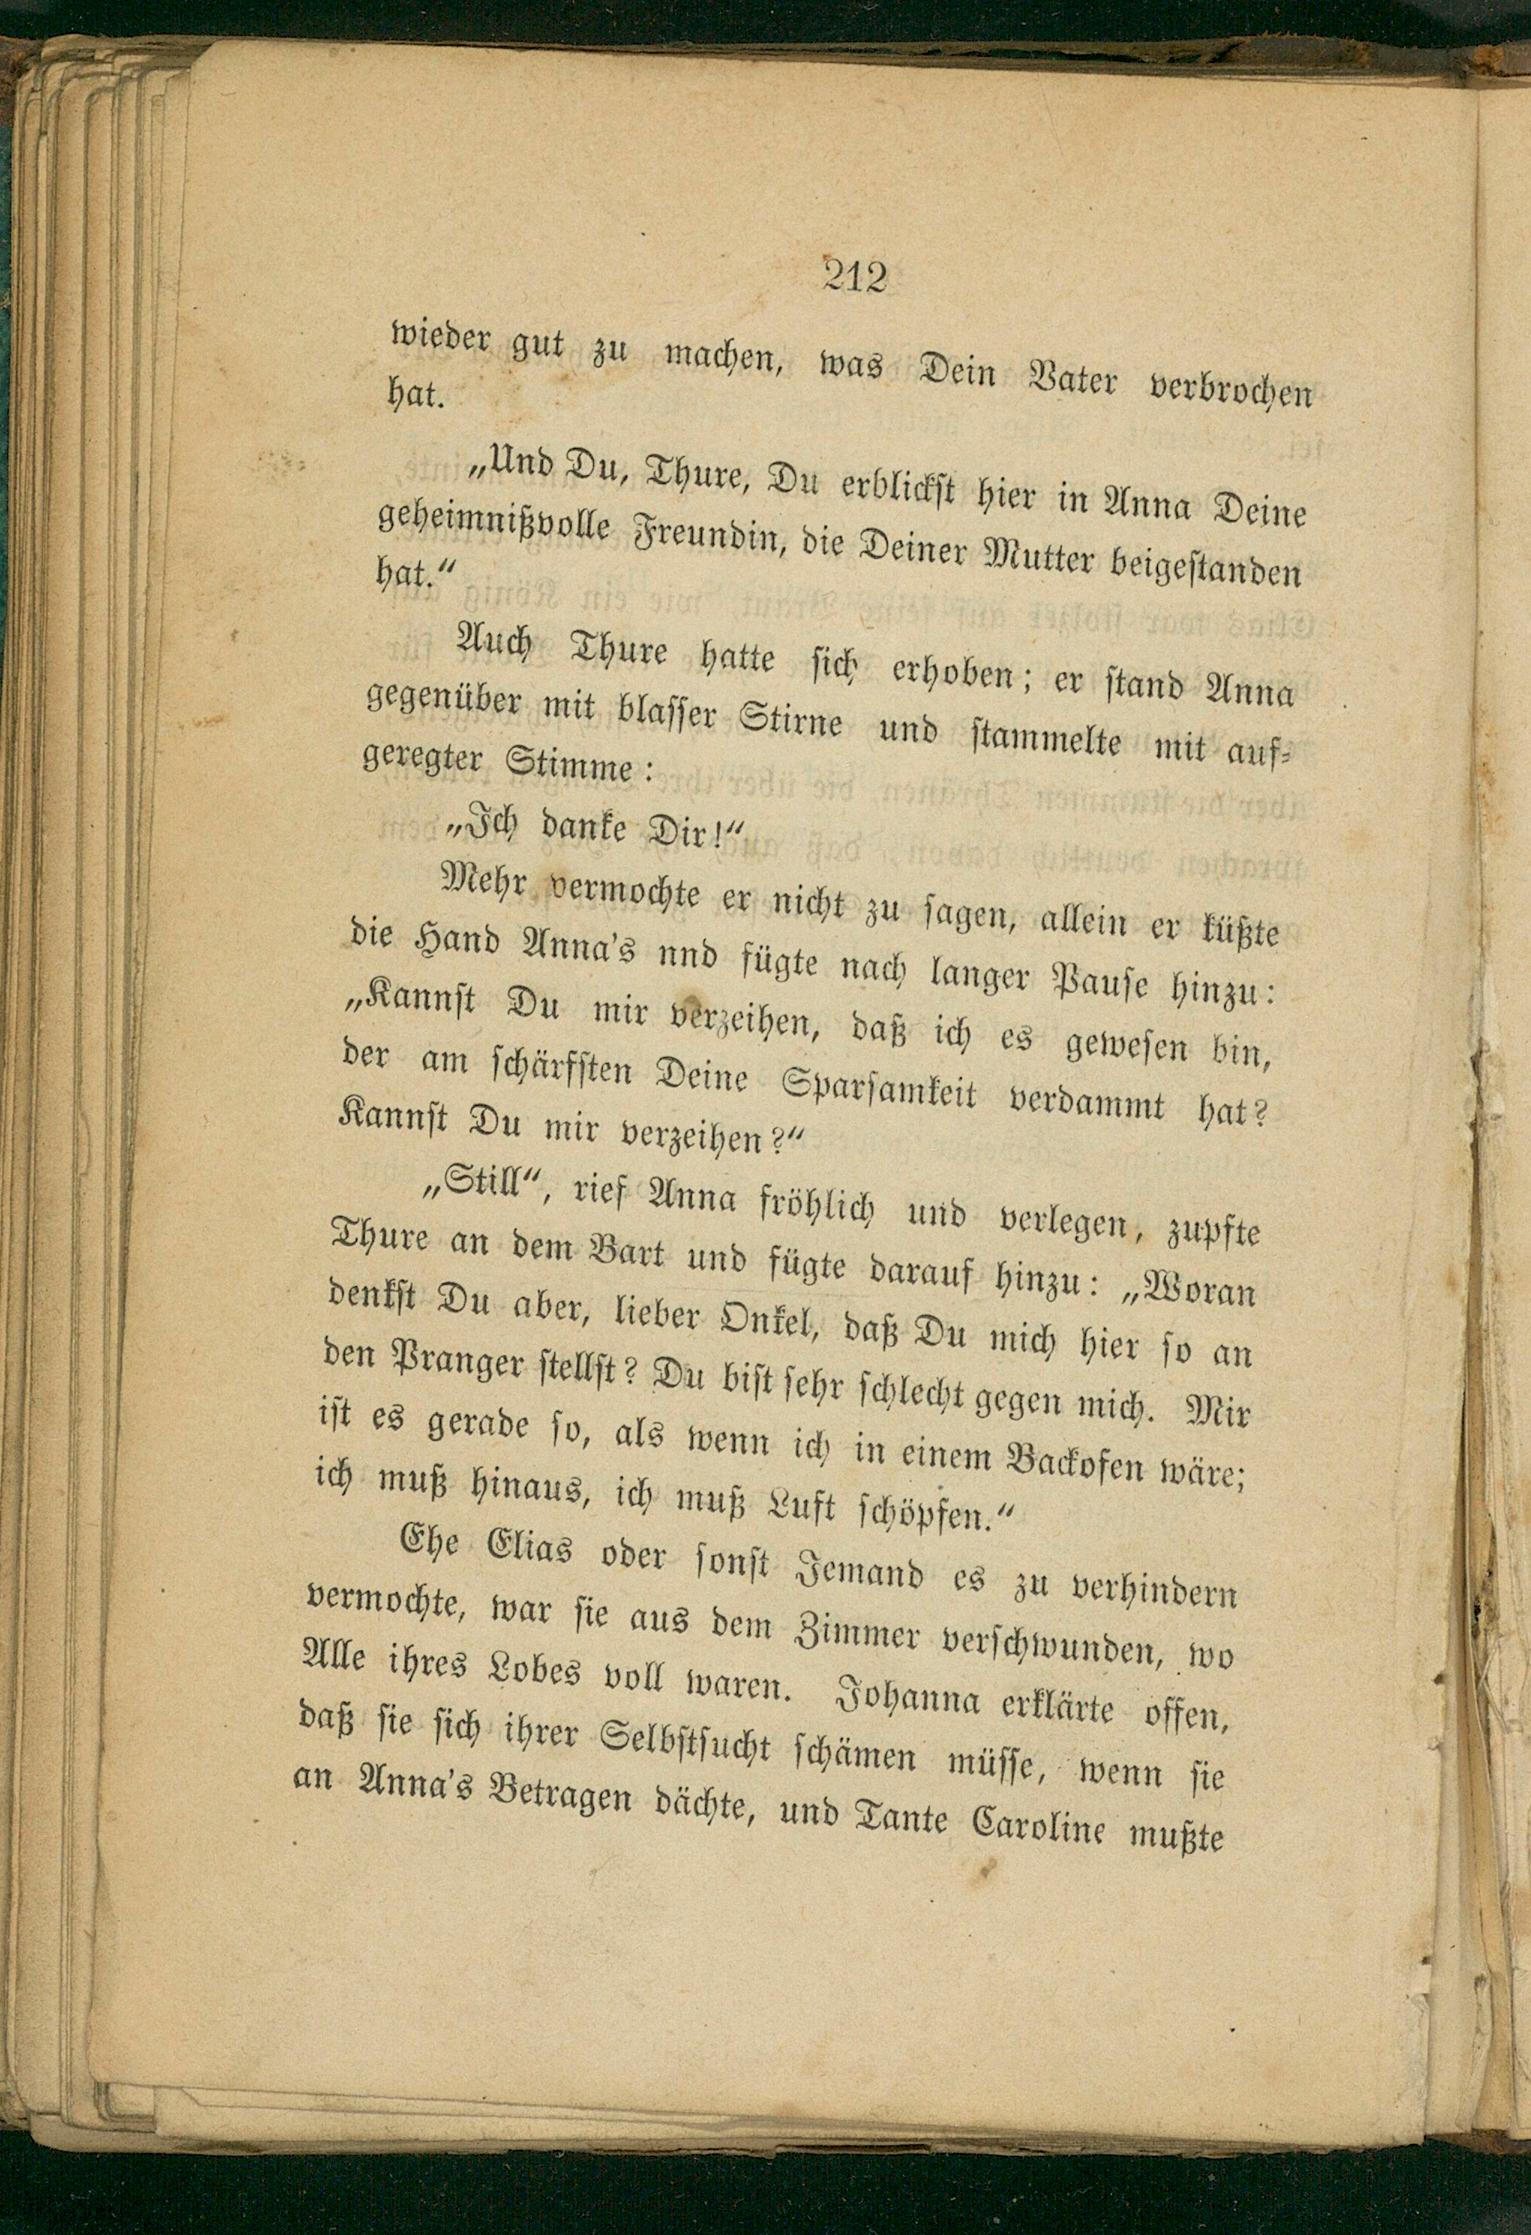 212
wieder gut zu machen, was Dein Vater verbrochen
hat.
„Und Du, Thure, Du erblickst hier in Anna Deine
geheimnißvolle Freundin, die Deiner Mutter beigestanden
hat.“
Auch Thure hatte sich erhoben; er stand Anna
gegenüber mit blasser Stirne und stammelte mit auf-
geregter Stimme:
„Ich danke Dir!“
Mehr vermochte er nicht zu sagen, allein er küßte
die Hand Anna's nnd fügte nach langer Pause hinzu:
„Kannst Du mir verzeihen, daß ich es gewesen bin,
der am schärfsten Deine Sparsamkeit verdammt hat?
Kannst Du mir verzeihen?“
„Still“, rief Anna fröhlich und verlegen, zupfte
Thure an dem Bart und fügte darauf hinzu: „Woran
denkst Du aber, lieber Onkel, daß Du mich hier so an
den Pranger stellst? Du bist sehr schlecht gegen mich. Mir
ist es gerade so, als wenn ich in einem Backofen wäre;
ich muß hinaus, ich muß Luft schöpfen.“
Ehe Elias oder sonst Jemand es zu verhindern
vermochte, war sie aus dem Zimmer verschwunden, wo
Alle ihres Lobes voll waren. Johanna erklärte offen,
daß sie sich ihrer Selbstsucht schämen müsse, wenn sie
an Anna's Betragen dächte, und Tante Caroline mußte